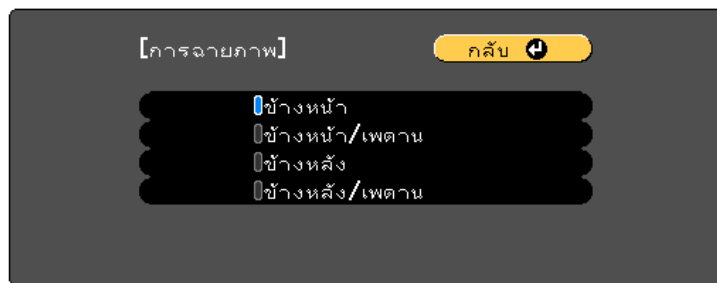 [การฉายภาพ] กลับ
ข้างหน้า
ข้างหน้า/เพดาน
ข้างหลัง
ข้างหลัง/เพดาน